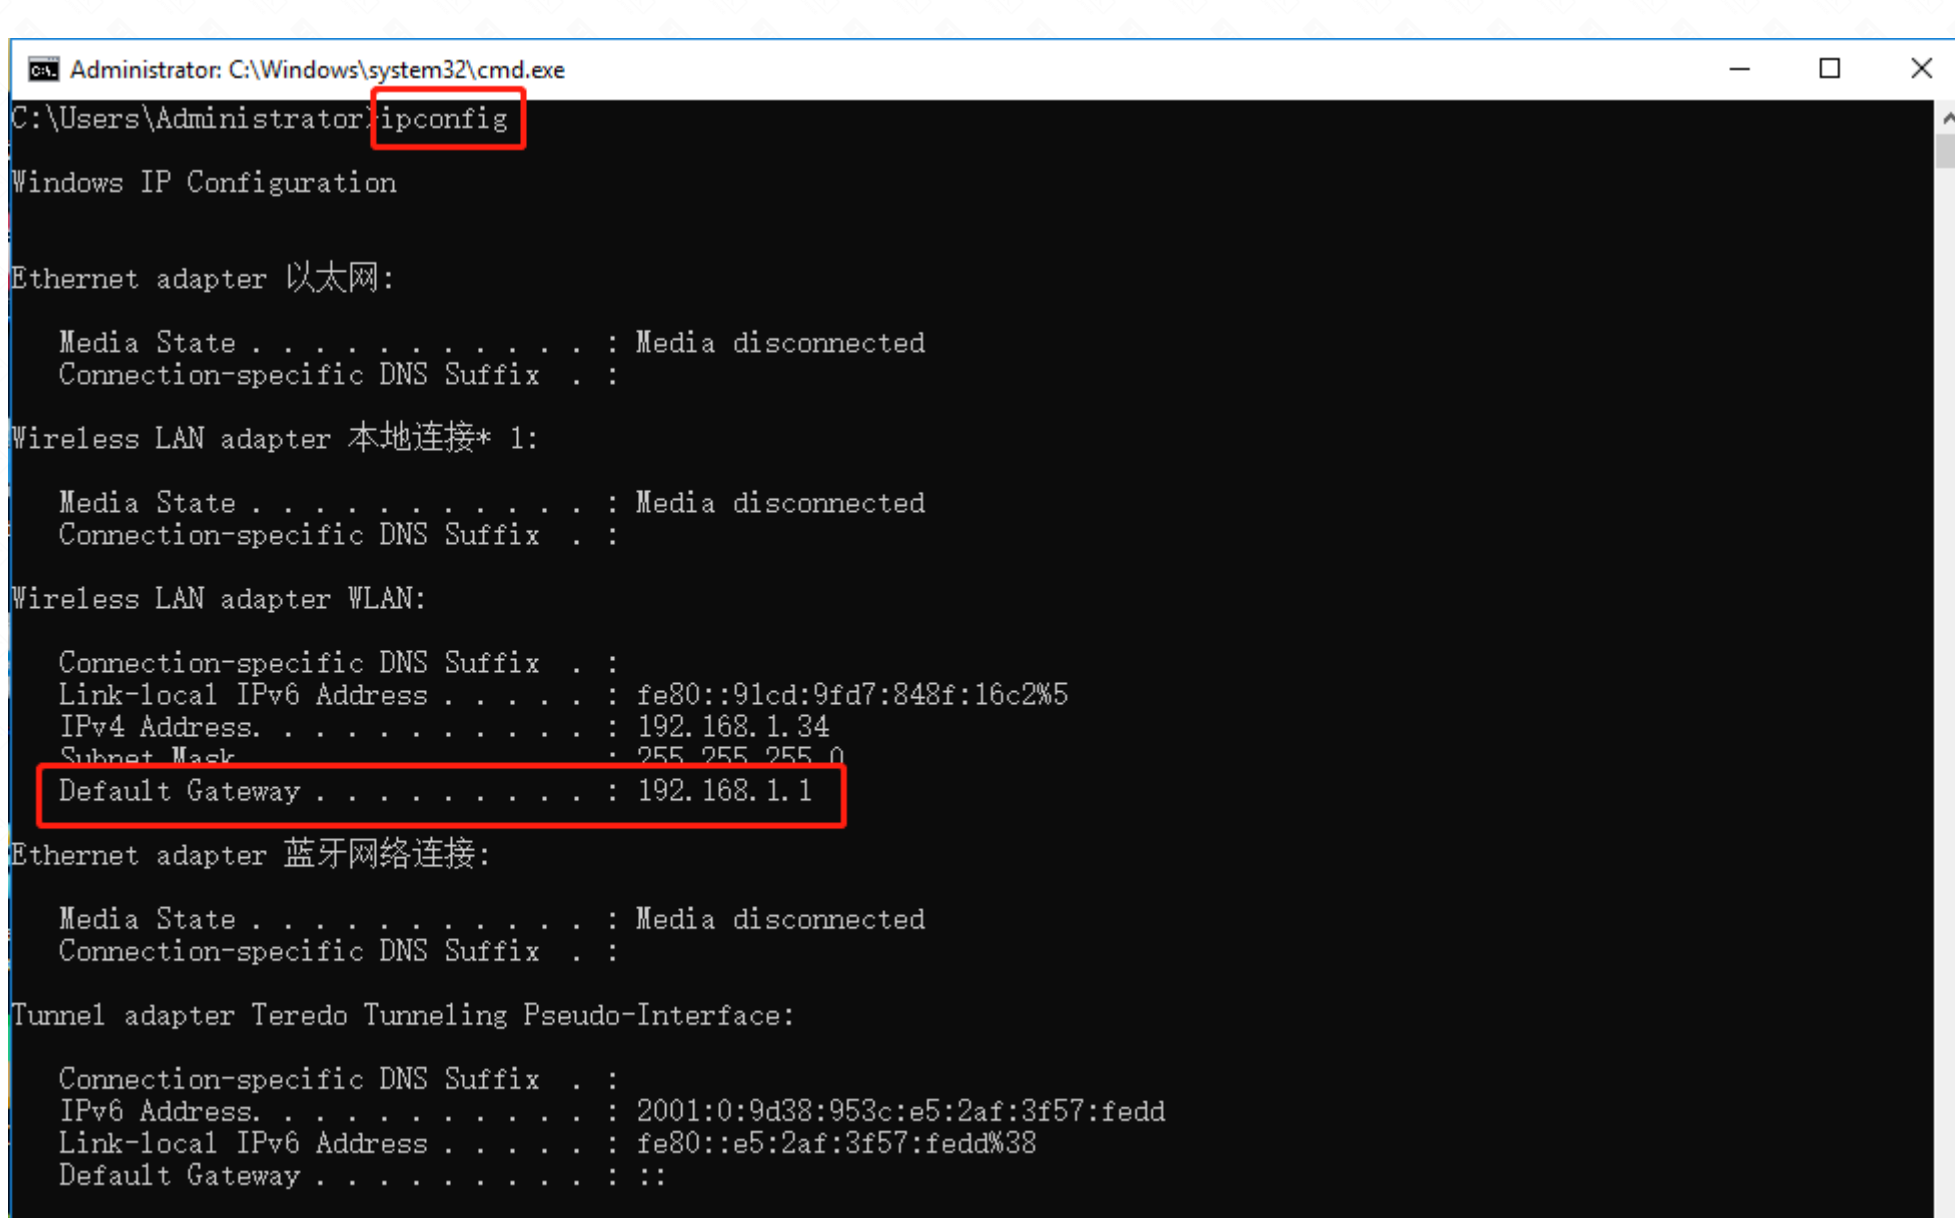 Administrator: C:\Windows\system32\cmd.exe
C:\Users\Administrator>ipconfig
Windows IP Configuration
Ethernet adapter 以太网:
Media State . . . . . . . . . . . : Media disconnected
Connection-specific DNS Suffix . :
Wireless LAN adapter 本地连接* 1:
Media State . . . . . . . . . . . : Media disconnected
Connection-specific DNS Suffix . :
Wireless LAN adapter WLAN:
Connection-specific DNS Suffix . :
Link-local IPv6 Address . . . . . : fe80::91cd:9fd7:848f:16c2%5
IPv4 Address. . . . . . . . . . . : 192.168.1.34
Subnet Mask : 255.255.255.0
Default Gateway . . . . . . . . . : 192.168.1.1
Ethernet adapter 蓝牙网络连接:
Media State . . . . . . . . . . . : Media disconnected
Connection-specific DNS Suffix . :
Tunnel adapter Teredo Tunneling Pseudo-Interface:
Connection-specific DNS Suffix . :
IPv6 Address. . . . . . . . . . . : 2001:0:9d38:953c:e5:2af:3f57:fedd
Link-local IPv6 Address . . . . . : fe80::e5:2af:3f57:fedd%38
Default Gateway . . . . . . . . . : ::